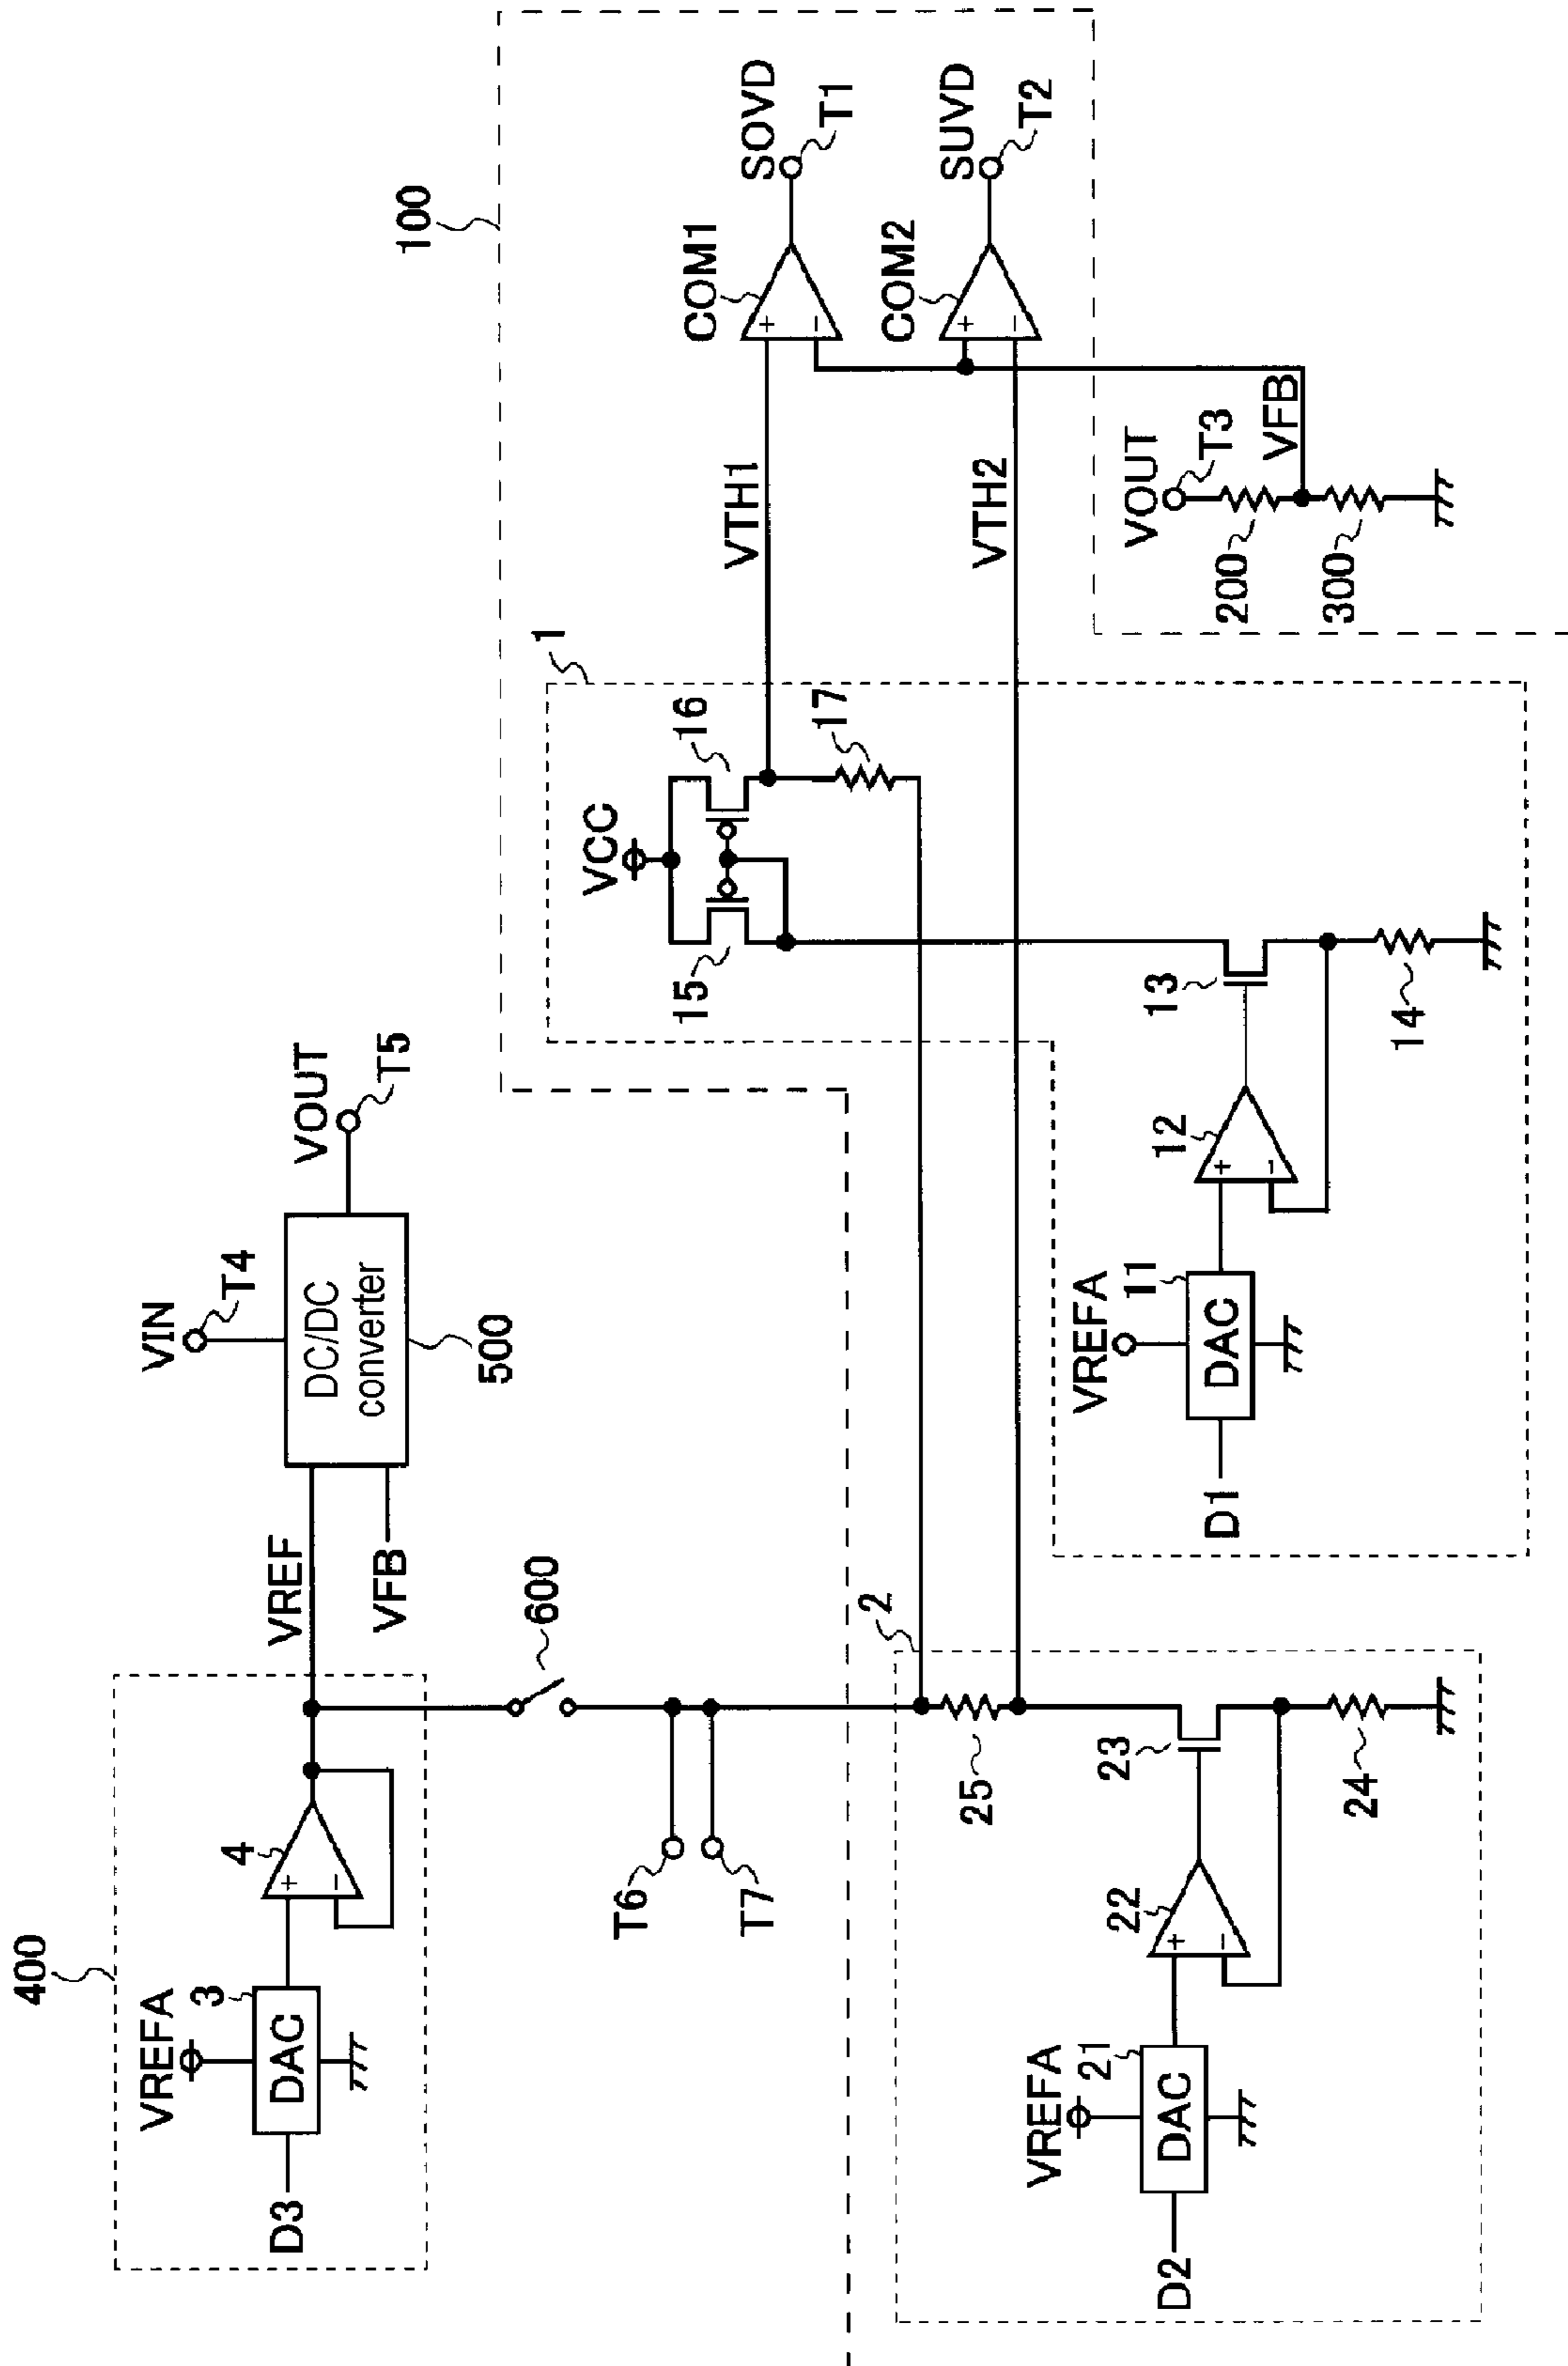 400
VREFA
3
DAC
D3
4
VREF
VFB
VIN
T4
DC/DC
converter
500
VOUT
T5
600
T6
T7
100
1
VCC
15
16
17
VTH1
VTH2
COM1
+
−
SOVD
T1
COM2
+
−
SUVD
T2
VOUT
T3
VFB
200
300
2
25
VREFA
21
DAC
D2
22
+
−
23
24
VREFA
11
DAC
D1
12
+
−
13
14
+
−